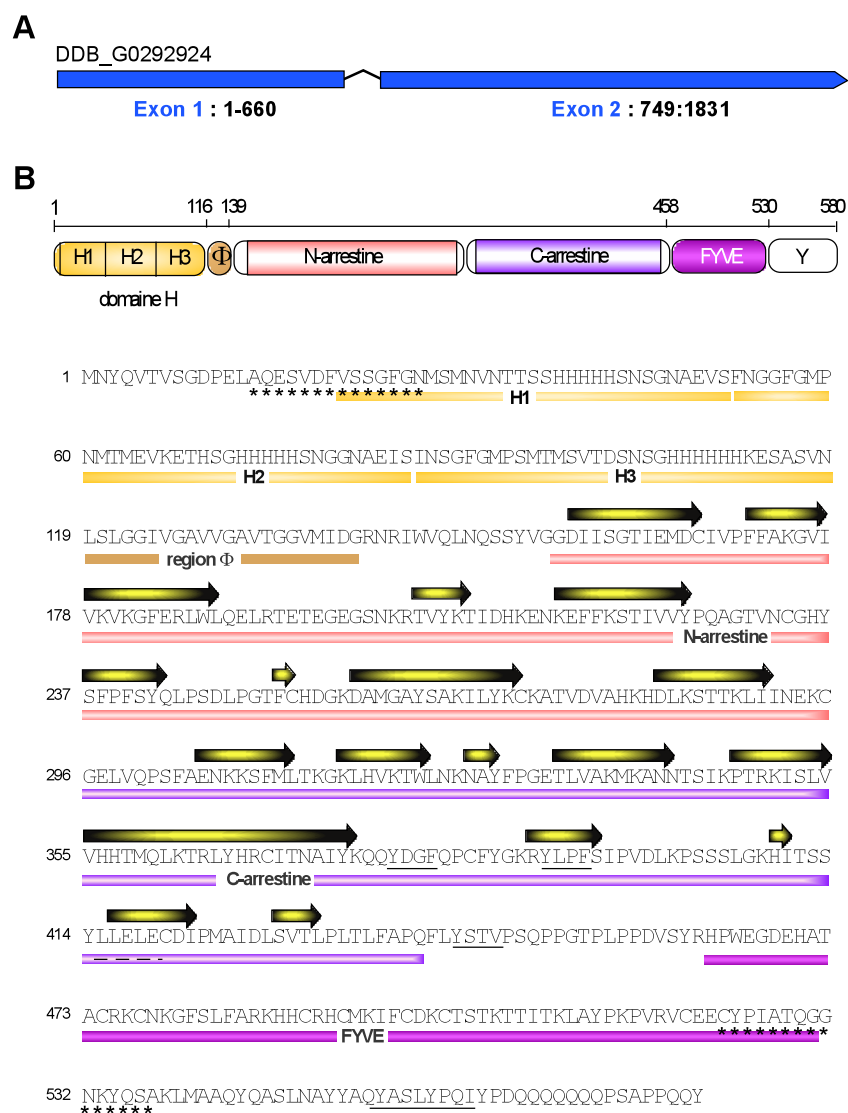 A
DDB_G0292924
Exon 1 : 1-660 Exon 2 : 749:1831
B
1 116 139 458 530 580
H1 H2 H3 Φ N-arrestine C-arrestine FYVE Y
domaine H
1 MNYQVTVSGDPELAQESVDFVSSGFGNMSMNVNTTSSHHHHHSNSGNAEVSFNGGFGMP
***************
H1
60 NMTMEVKETHSGHHHHHSNGGNAEISINSGFGMPSMTMSVTDSNSGHHHHHHKESASVN
H2 H3
119 LSLGGIVGAVVGAVTGGVMIDGRNRIWVQLNQSSYVGGDIISGTIEMDCIVPFFAKGVI
region Φ
178 VKVKGFERLWLQELRTETEGEGSNKRTVYKTIDHKENKEFFKSTIVVYPQAGTVNCGHY
N-arrestine
237 SFPFSYQLPSDLPGTFCHDGKDAMGAYSAKILYKCKATVDVAHKHDLKSTTKLIINEKC
296 GELVQPSFAENKKSFMLTKGKLHVKTWLNKNAYFPGETLVAKMKANNTSIKPTRKISLV
355 VHHTMQLKTRLYHRCITNAIYKQQYDGFQPCFYGKRYLPFSIPVDLKPSSSLGKHITSS
C-arrestine
414 YLLELECDIPMAIDLSVTLPLTLFAPQFLYSTVPSQPPGTPLPPDVSYRHPWEGDEHAT
473 ACRKCNKGFSLFARKHHCRHCMKIFCDKCTSTKTTITKLAYPKPVRVCEECYPIATQGG
*********
FYVE
532 NKYQSAKLMAAQYQASLNAYYAQYASLYPQIYPDQQQQQQQPSAPPQQY
******